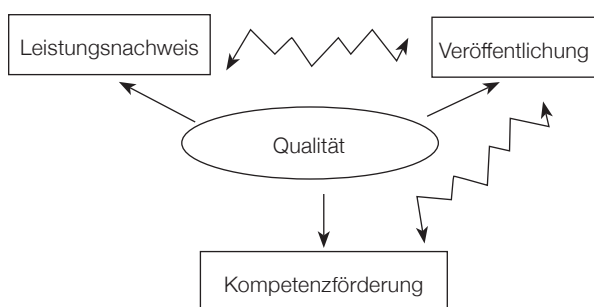 Leistungsnachweis
Veröffentlichung
Qualität
Kompetenzförderung